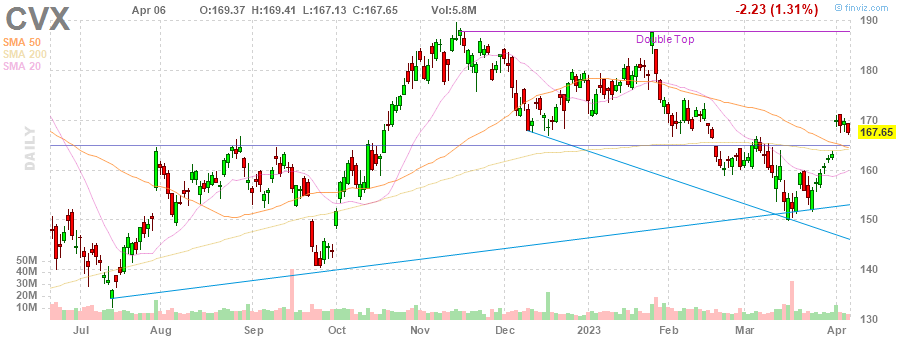 CVX
Apr 06 O:169.37 H:169.41 L:167.13 C:167.65 Vol:5.8M
-2.23 (1.31%)
finviz.com
SMA 50
SMA 200
SMA 20
Double Top
DAILY
190
180
170
167.65
160
150
140
130
50M
40M
30M
20M
10M
Jul Aug Sep Oct Nov Dec 2023 Feb Mar Apr